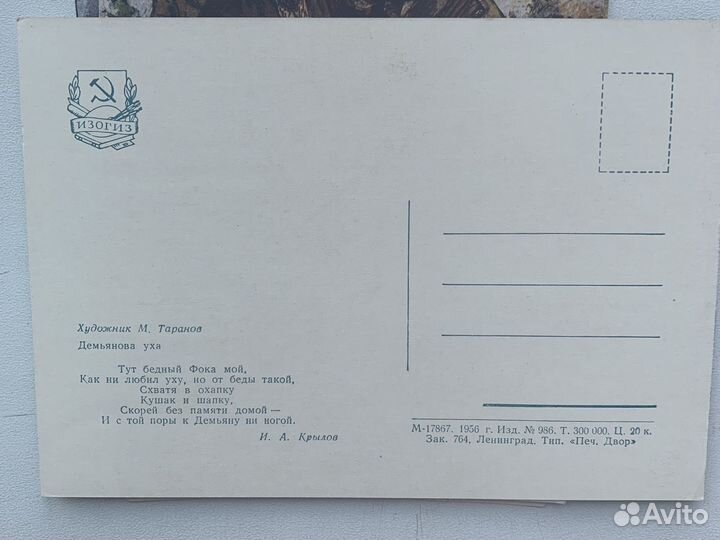 ИЗОГИЗ
Художник М. Таранов
Демьянова уха
Тут бедный Фока мой,
Как ни любил уху, но от беды такой,
Схватя в охапку
Кушак и шапку,
Скорей без памяти домой —
И с той поры к Демьяну ни ногой.
И. А. Крылов
М-17867. 1956 г. Изд. № 986. Т. 300 000. Ц. 20 к.
Зак. 764. Ленинград. Тип. «Печ. Двор»
Avito